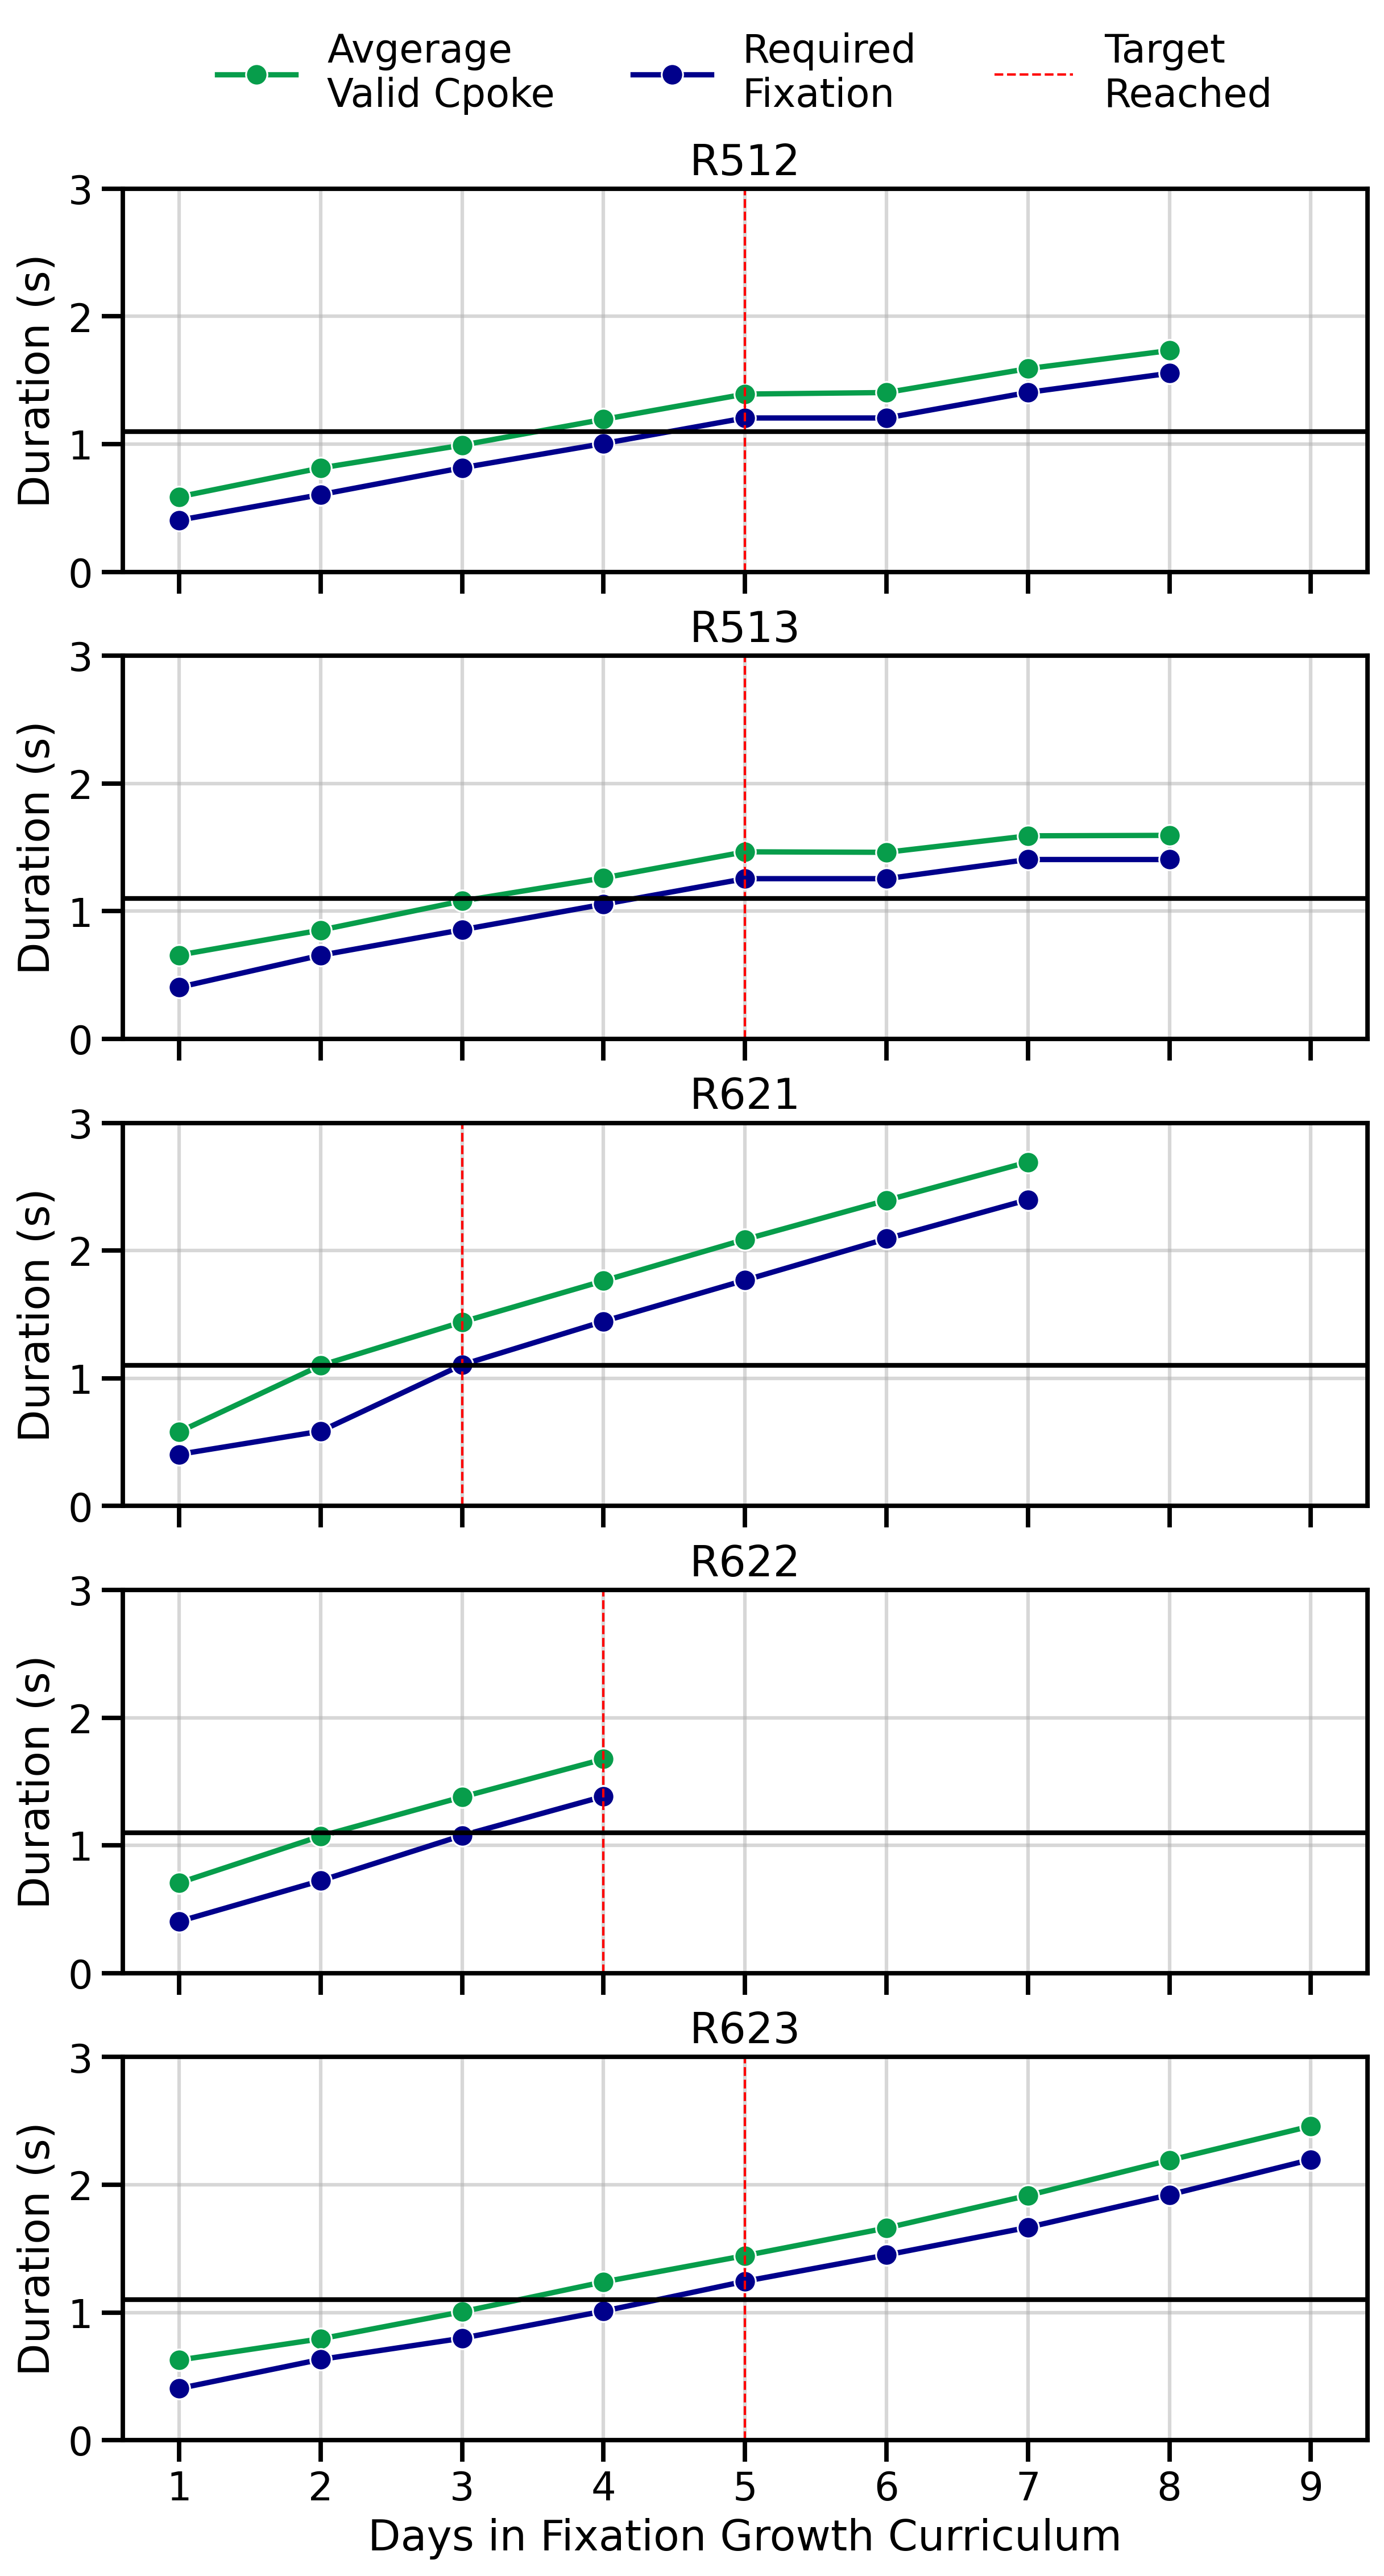 Avgerage
Valid Cpoke
Required
Fixation
Target
Reached
R512
3
2
1
0
Duration (s)
R513
3
2
1
0
Duration (s)
R621
3
2
1
0
Duration (s)
R622
3
2
1
0
Duration (s)
R623
3
2
1
0
Duration (s)
1 2 3 4 5 6 7 8 9
Days in Fixation Growth Curriculum